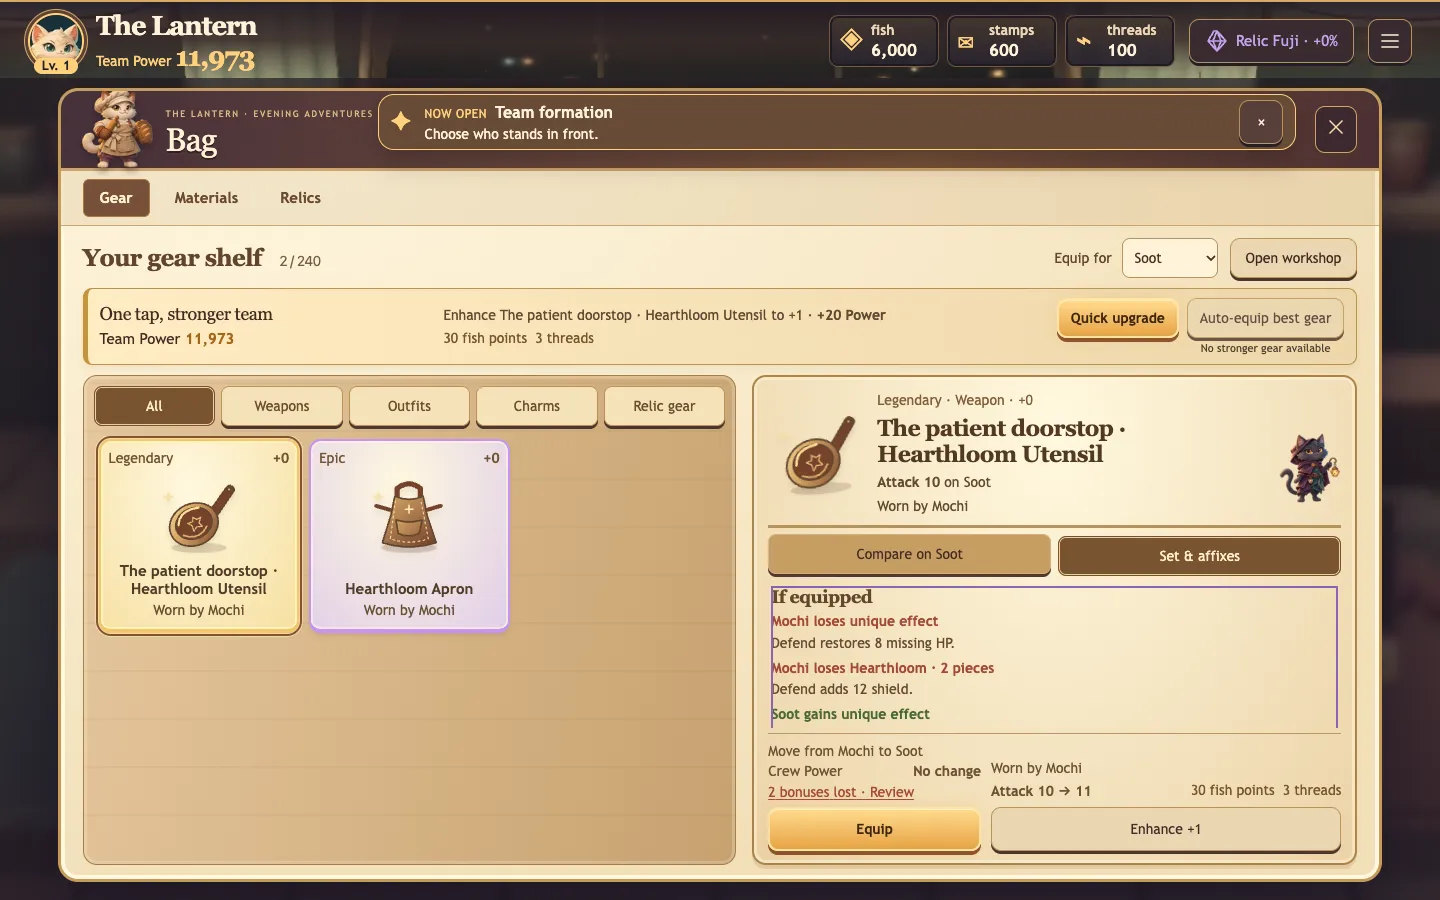 The Lantern
Team Power 11,973
Lv. 1
fish
6,000
stamps
600
threads
100
Relic Fuji · +0%
THE LANTERN · EVENING ADVENTURES
Bag
NOW OPEN Team formation
Choose who stands in front.
×
Gear
Materials
Relics
Your gear shelf 2 / 240
Equip for
Soot
Open workshop
One tap, stronger team
Team Power 11,973
Enhance The patient doorstop · Hearthloom Utensil to +1 · +20 Power
30 fish points 3 threads
Quick upgrade
Auto-equip best gear
No stronger gear available
All
Weapons
Outfits
Charms
Relic gear
Legendary +0
The patient doorstop ·
Hearthloom Utensil
Worn by Mochi
Epic +0
Hearthloom Apron
Worn by Mochi
Legendary · Weapon · +0
The patient doorstop ·
Hearthloom Utensil
Attack 10 on Soot
Worn by Mochi
Compare on Soot
Set & affixes
If equipped
Mochi loses unique effect
Defend restores 8 missing HP.
Mochi loses Hearthloom · 2 pieces
Defend adds 12 shield.
Soot gains unique effect
Move from Mochi to Soot
Crew Power No change
2 bonuses lost · Review
Equip
Worn by Mochi
Attack 10 → 11
30 fish points 3 threads
Enhance +1